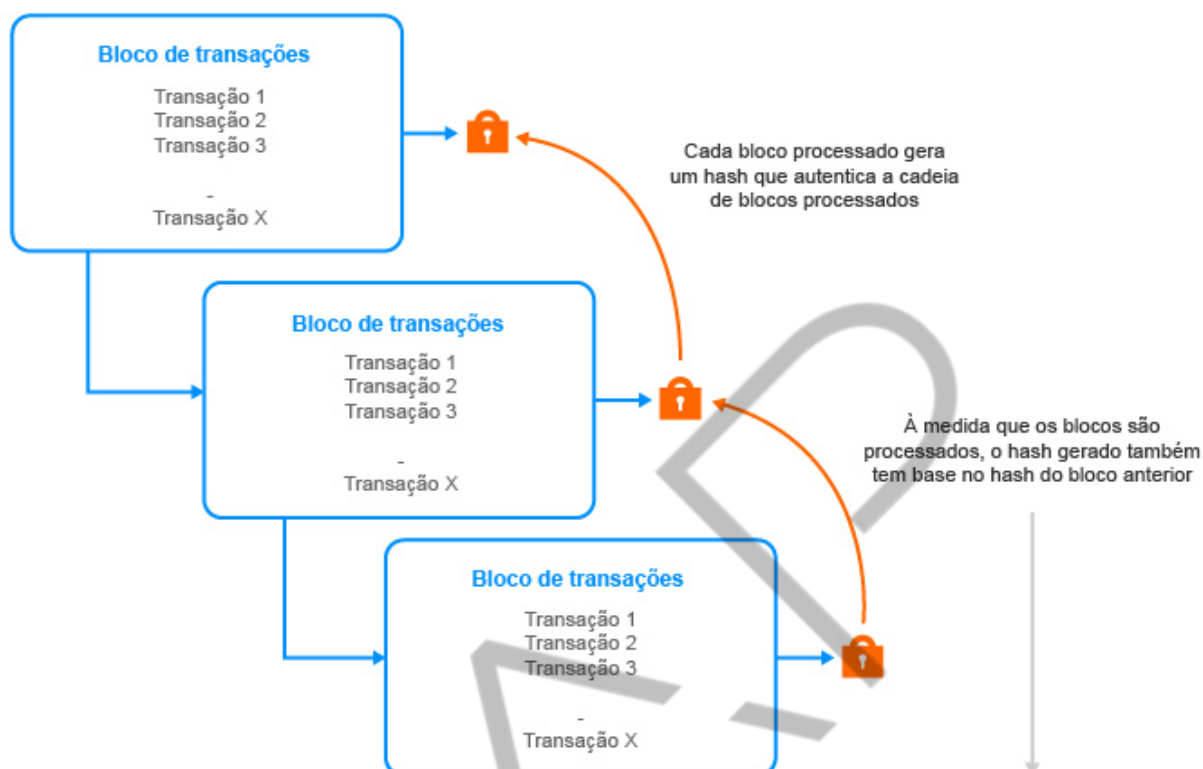 Bloco de transações
Transação 1
Transação 2
Transação 3
-
Transação X
Cada bloco processado gera
um hash que autentica a cadeia
de blocos processados
Bloco de transações
Transação 1
Transação 2
Transação 3
-
Transação X
À medida que os blocos são
processados, o hash gerado também
tem base no hash do bloco anterior
Bloco de transações
Transação 1
Transação 2
Transação 3
-
Transação X